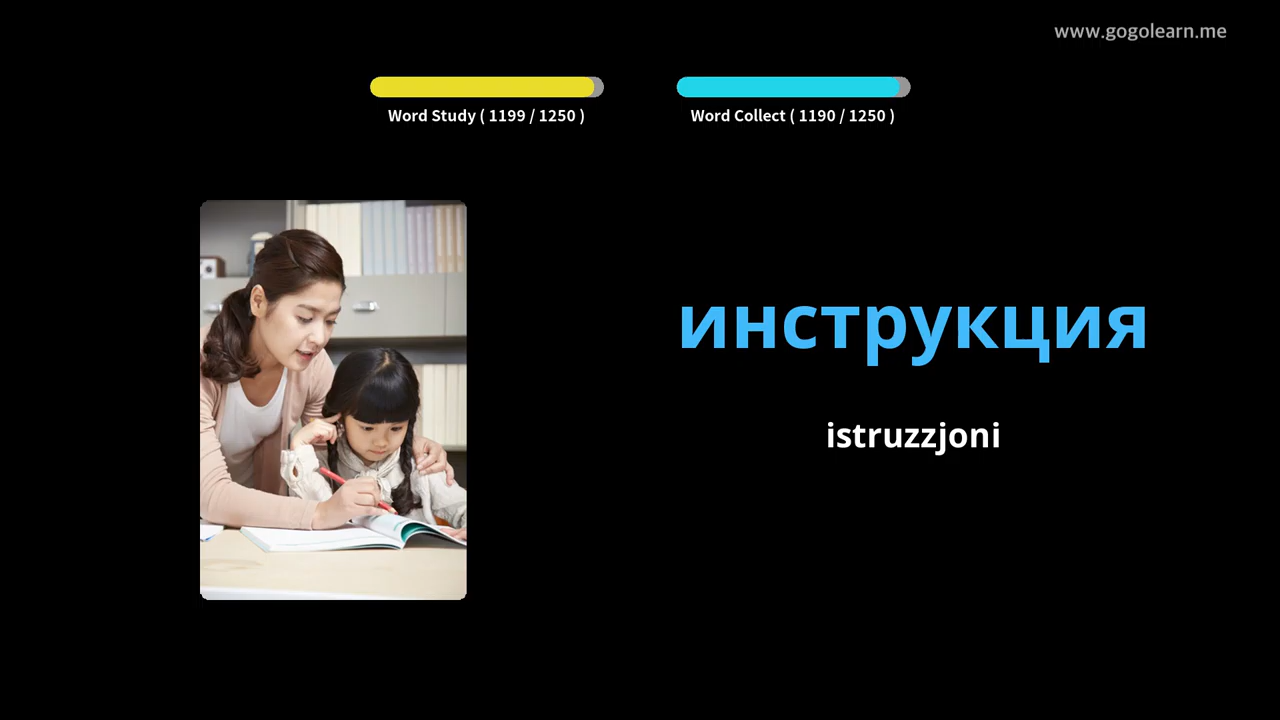 www.gogolearn.me
Word Study ( 1199 / 1250 )
Word Collect ( 1190 / 1250 )
инструкция
istruzzjoni